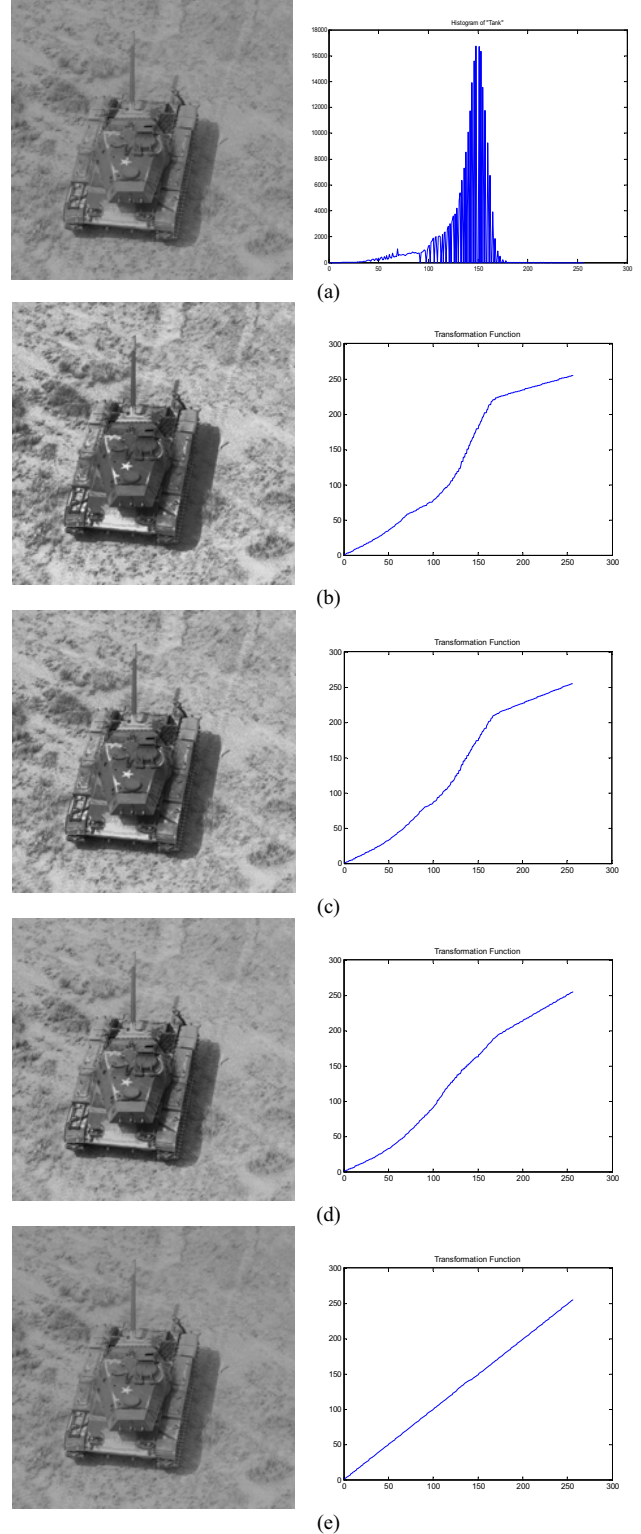 Histogram of "Tank"
18000
16000
14000
12000
10000
8000
6000
4000
2000
0
0 50 100 150 200 250 300
(a)
Transformation Function
300
250
200
150
100
50
0
0 50 100 150 200 250 300
(b)
Transformation Function
300
250
200
150
100
50
0
0 50 100 150 200 250 300
(c)
Transformation Function
300
250
200
150
100
50
0
0 50 100 150 200 250 300
(d)
Transformation Function
300
250
200
150
100
50
0
0 50 100 150 200 250 300
(e)